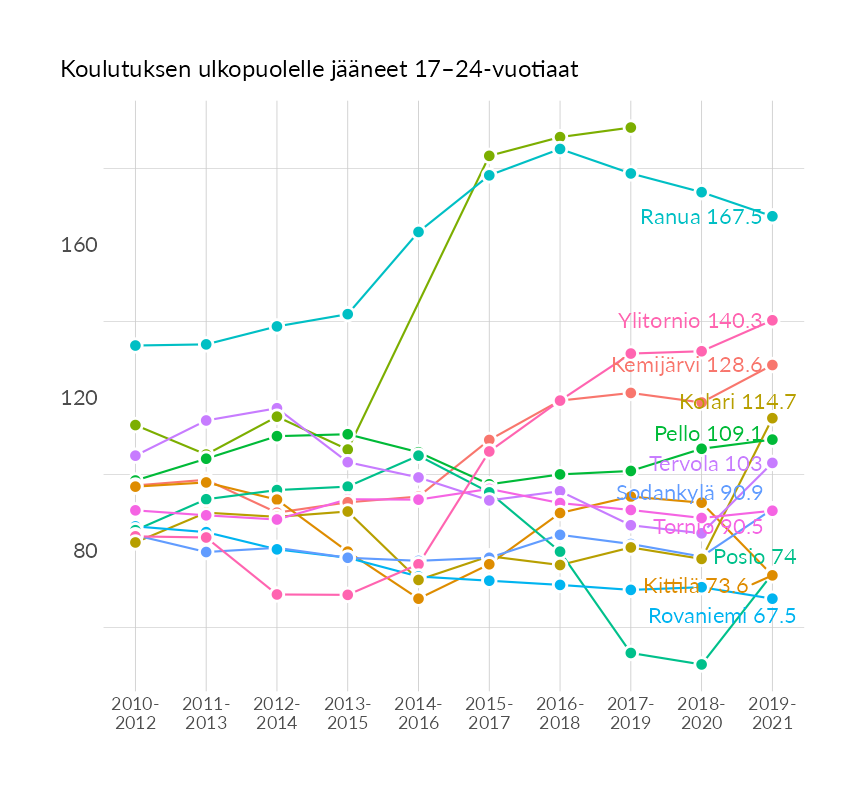 Koulutuksen ulkopuolelle jääneet 17–24-vuotiaat
Ranua 167.5
160
Ylitornio 140.3
Kemijärvi 128.6
120
Kolari 114.7
Pello 109.1
Tervola 103
Sodankylä 90.9
Tornio 90.5
80
Posio 74
Kittilä 73.6
Rovaniemi 67.5
2010-2012 2011-2013 2012-2014 2013-2015 2014-2016 2015-2017 2016-2018 2017-2019 2018-2020 2019-2021